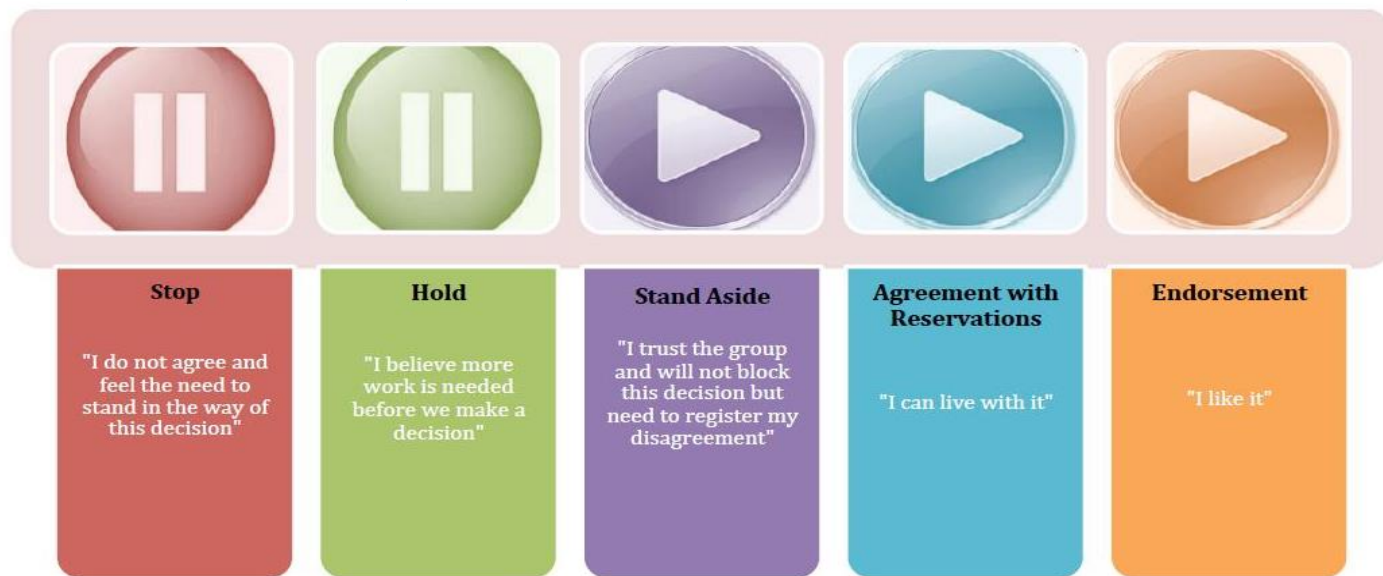 Stop
"I do not agree and
feel the need to
stand in the way of
this decision"
Hold
"I believe more
work is needed
before we make a
decision"
Stand Aside
"I trust the group
and will not block
this decision but
need to register my
disagreement"
Agreement with
Reservations
"I can live with it"
Endorsement
"I like it"